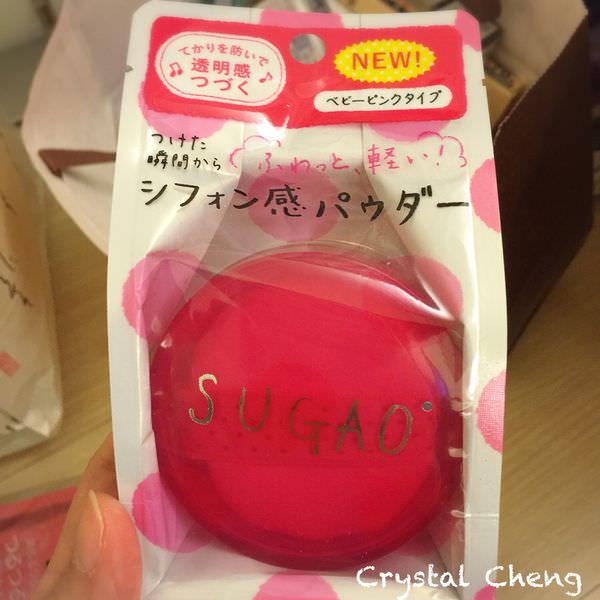 てかりを防いで
透明感
つづく
NEW!
ベビーピンクタイプ
つけた
瞬間から
ふわっと、軽い!
シフォン感パウダー
SUGAO
Crystal Cheng